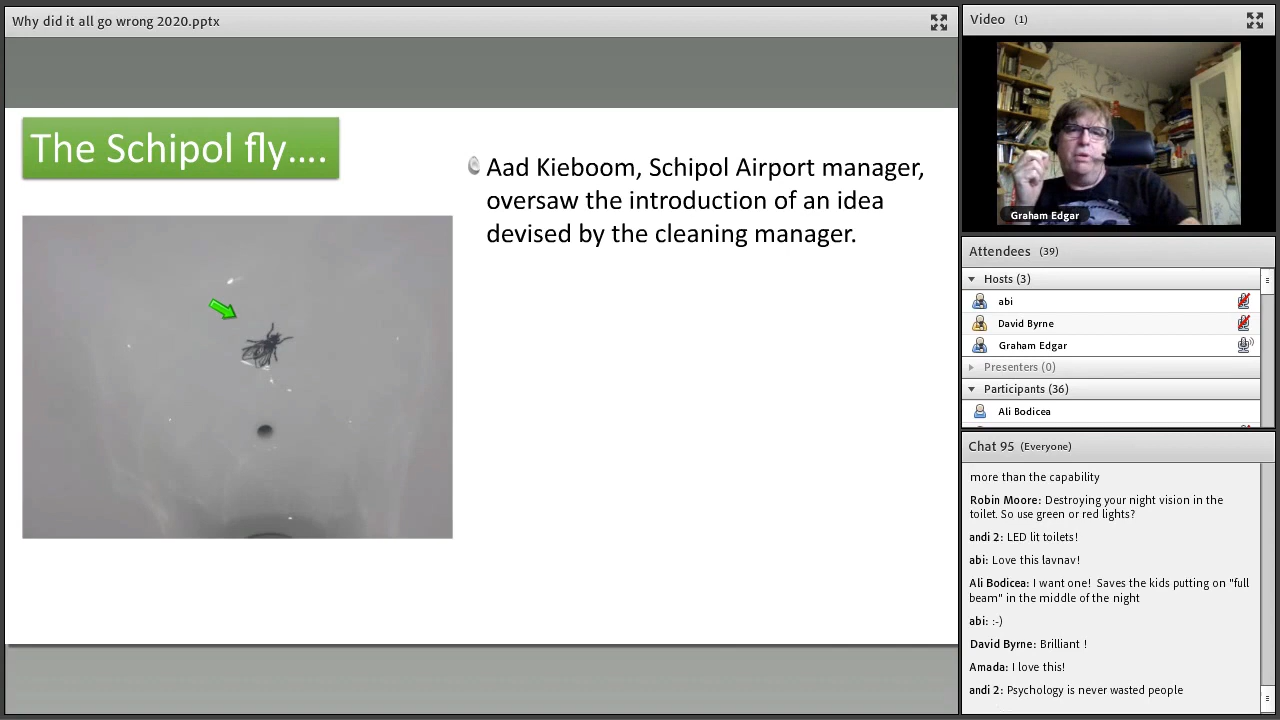 Why did it all go wrong 2020.pptx
The Schipol fly....
Aad Kieboom, Schipol Airport manager,
oversaw the introduction of an idea
devised by the cleaning manager.
Video (1)
Graham Edgar
Attendees (39)
Hosts (3)
abi
David Byrne
Graham Edgar
Presenters (0)
Participants (36)
Ali Bodicea
Chat 95 (Everyone)
more than the capability
Robin Moore: Destroying your night vision in the
toilet. So use green or red lights?
andi 2: LED lit toilets!
abi: Love this lavnav!
Ali Bodicea: I want one! Saves the kids putting on "full
beam" in the middle of the night
abi: :-)
David Byrne: Brilliant !
Amada: I love this!
andi 2: Psychology is never wasted people